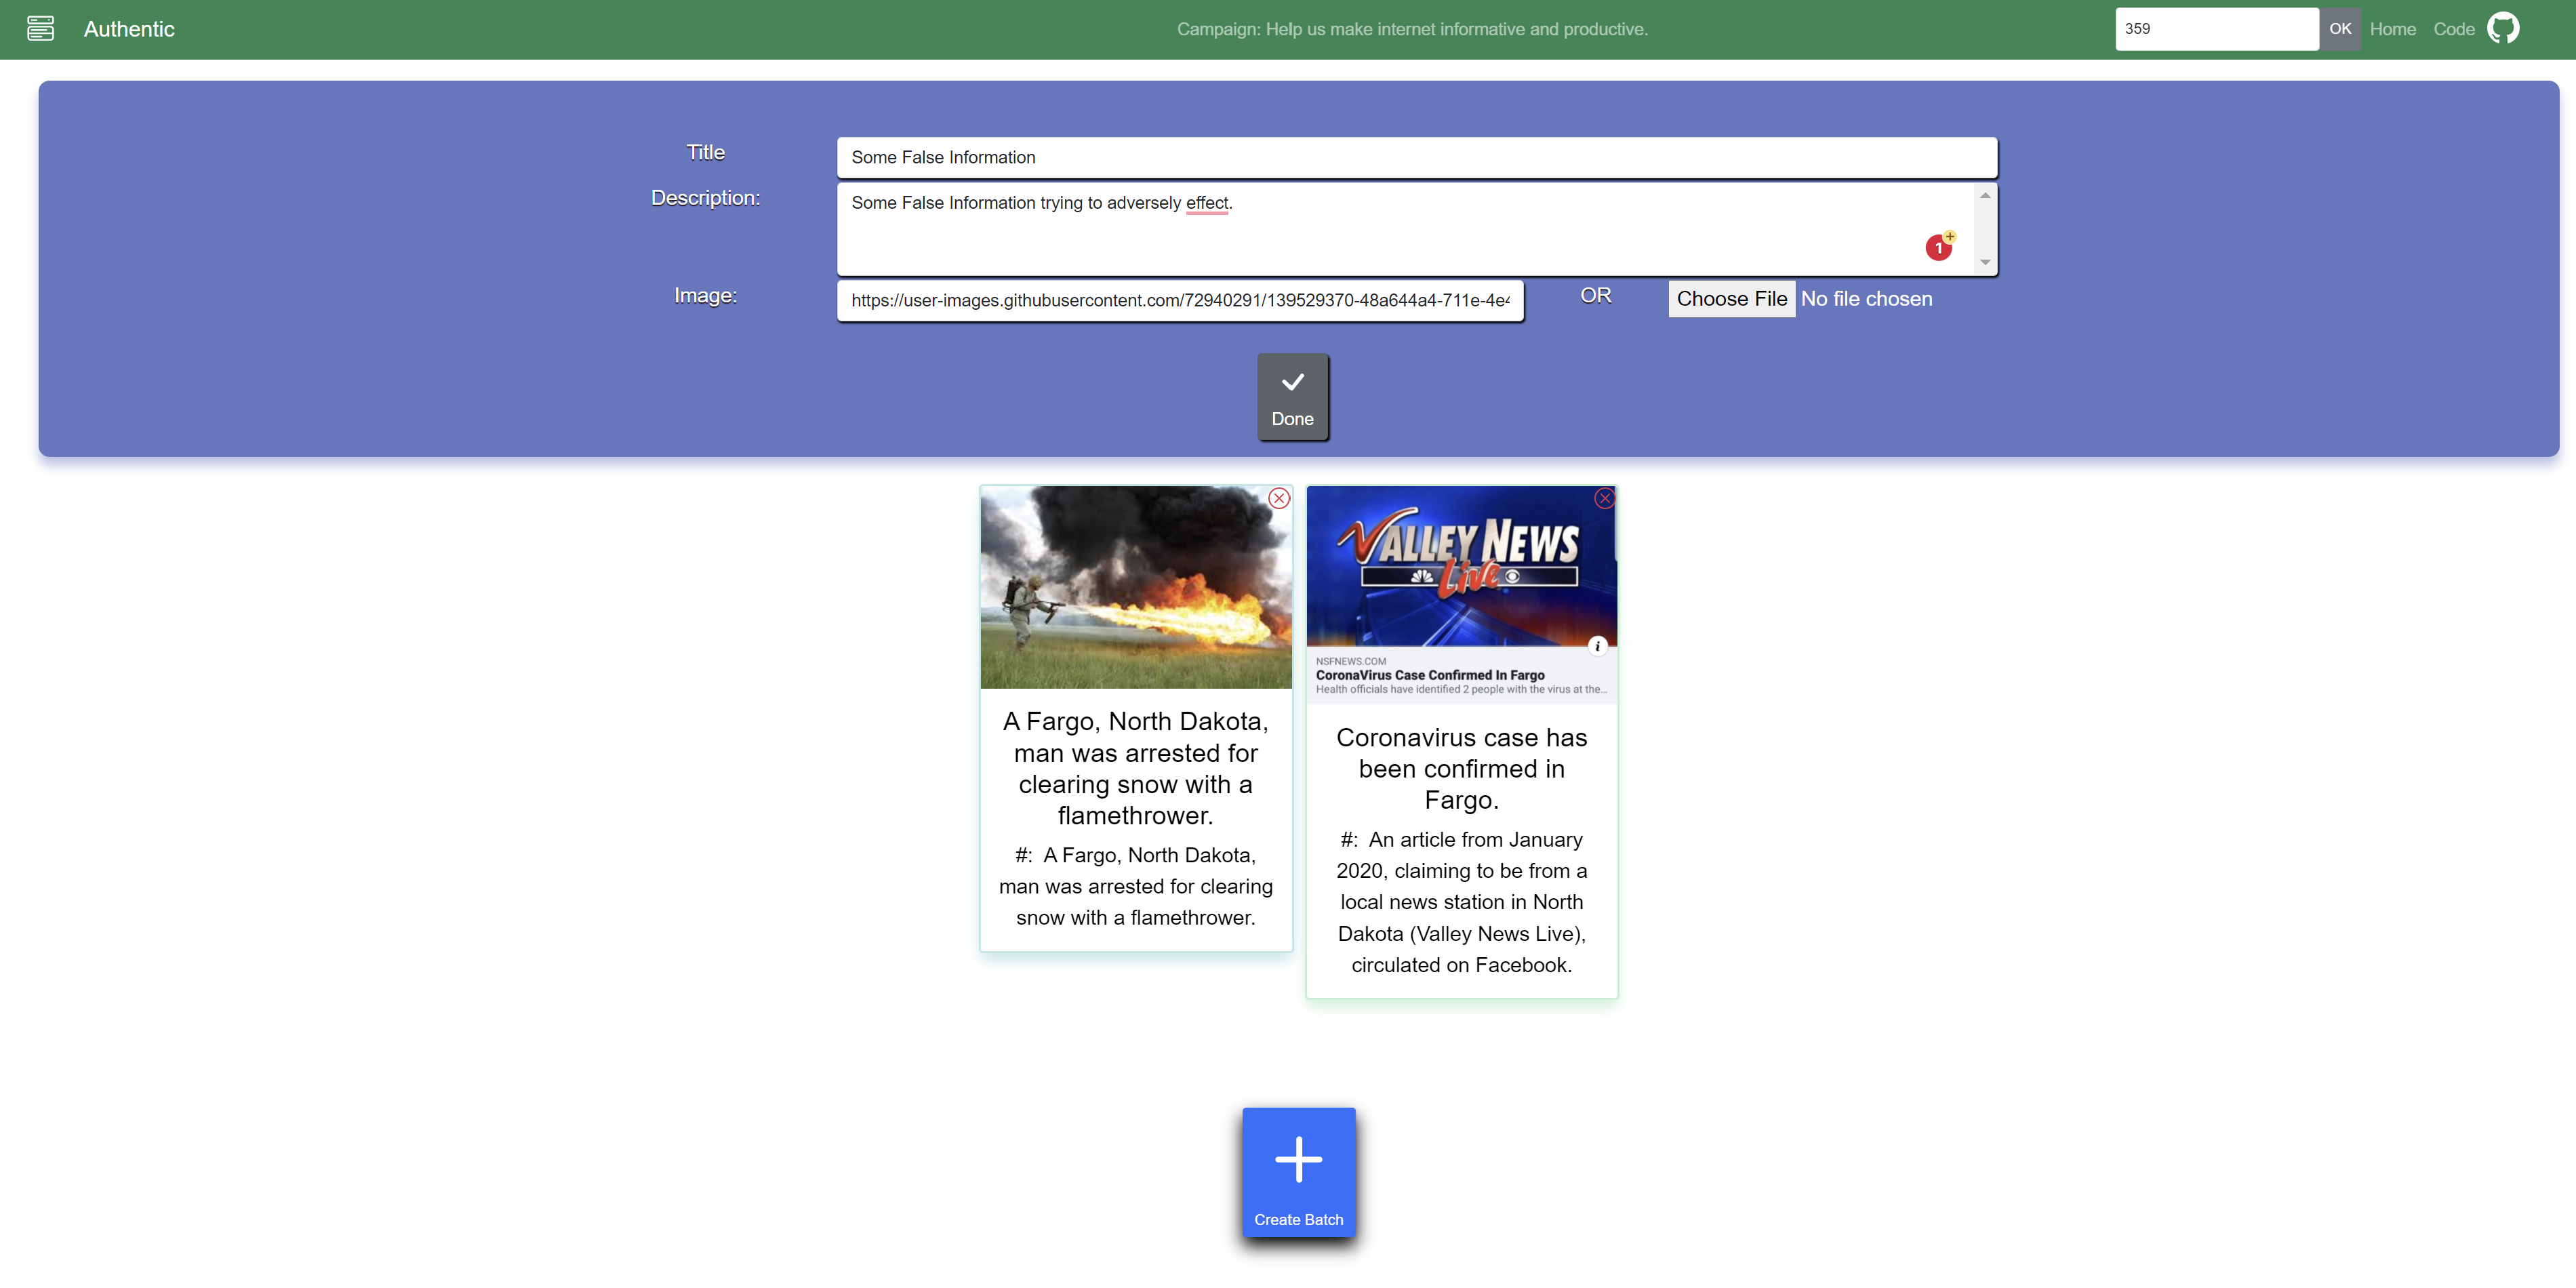 Authentic
Campaign: Help us make internet informative and productive.
359
OK
Home
Code
Title
Some False Information
Description:
Some False Information trying to adversely effect.
1
+
Image:
https://user-images.githubusercontent.com/72940291/139529370-48a644a4-711e-4e4
OR
Choose File
No file chosen
Done
A Fargo, North Dakota,
man was arrested for
clearing snow with a
flamethrower.
#: A Fargo, North Dakota,
man was arrested for clearing
snow with a flamethrower.
VALLEY NEWS
Live
i
NSFNEWS.COM
CoronaVirus Case Confirmed In Fargo
Health officials have identified 2 people with the virus at the...
Coronavirus case has
been confirmed in
Fargo.
#: An article from January
2020, claiming to be from a
local news station in North
Dakota (Valley News Live),
circulated on Facebook.
Create Batch